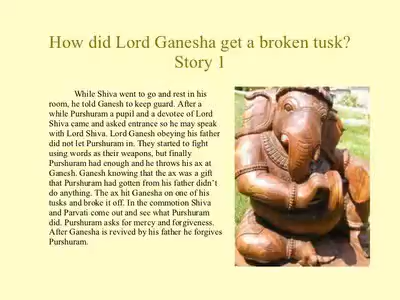 How did Lord Ganesha get a broken tusk?
Story 1
While Shiva went to go and rest in his
room, he told Ganesh to keep guard. After a
while Purshuram a pupil and a devotee of Lord
Shiva came and asked entrance so he may speak
with Lord Shiva. Lord Ganesh obeying his father
did not let Purshuram in. They started to fight
using words as their weapons, but finally
Purshuram had enough and he throws his ax at
Ganesh. Ganesh knowing that the ax was a gift
that Purshuram had gotten from his father didn't
do anything. The ax hit Ganesh on one of his
tusks and broke it off. In the commotion Shiva
and Parvati come out and see what Purshuram
did. Purshuram asks for mercy and forgiveness.
After Ganesha is revived by his father he forgives
Purshuram.